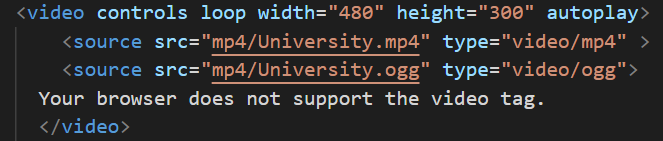 <video controls loop width="480" height="300" autoplay>
<source src="mp4/University.mp4" type="video/mp4" >
<source src="mp4/University.ogg" type="video/ogg">
Your browser does not support the video tag.
</video>